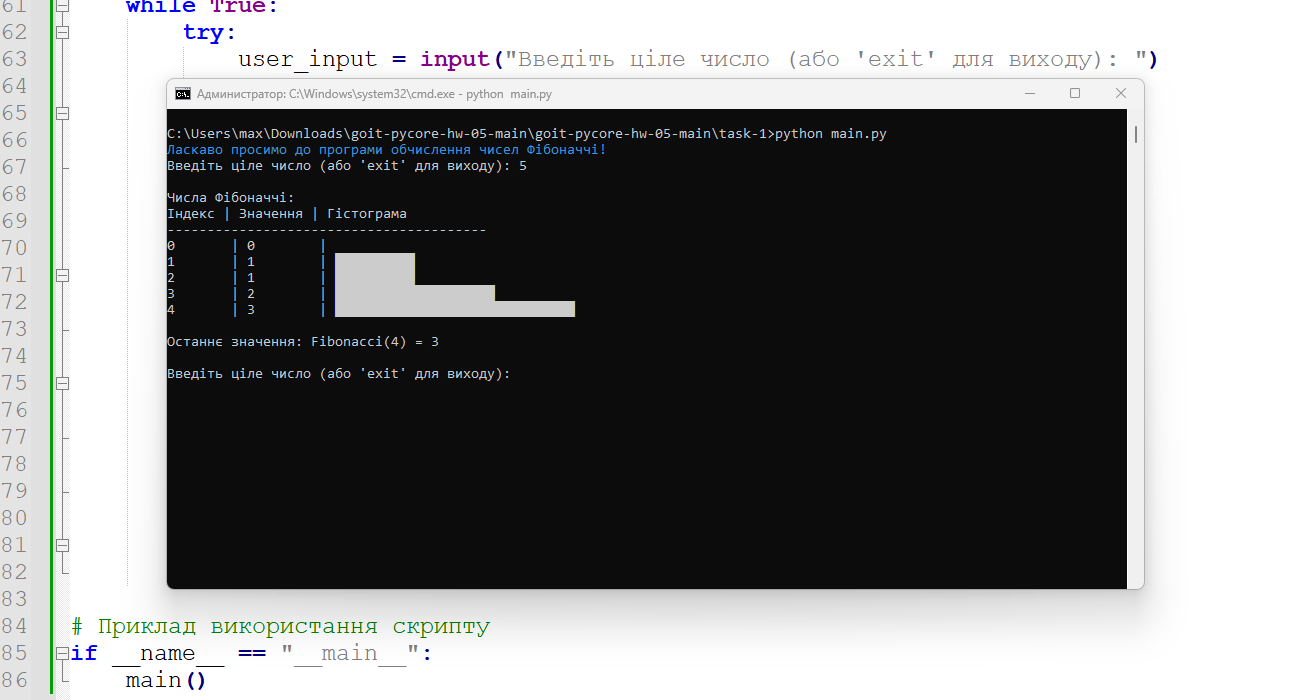 61 while True:
62 try:
63 user_input = input("Введіть ціле число (або 'exit' для виходу): ")
64
65
66
67
68
69
70
71
72
73
74
75
76
77
78
79
80
81
82
83
Администратор: C:\Windows\system32\cmd.exe - python main.py
C:\Users\max\Downloads\goit-pycore-hw-05-main\goit-pycore-hw-05-main\task-1>python main.py
Ласкаво просимо до програми обчислення чисел Фібоначчі!
Введіть ціле число (або 'exit' для виходу): 5
Числа Фібоначчі:
Індекс | Значення | Гістограма
----------------------------------------
0 | 0 |
1 | 1 |
2 | 1 |
3 | 2 |
4 | 3 |
Останнє значення: Fibonacci(4) = 3
Введіть ціле число (або 'exit' для виходу):
84 # Приклад використання скрипту
85 if __name__ == "__main__":
86 main()